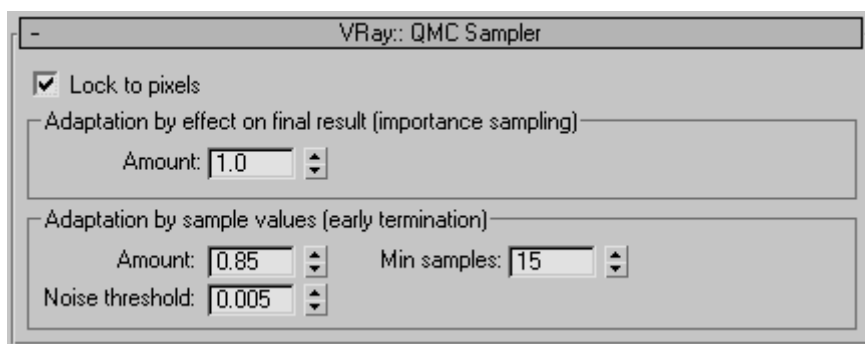 - VRay:: QMC Sampler
Lock to pixels
Adaptation by effect on final result (importance sampling)
Amount: 1.0
Adaptation by sample values (early termination)
Amount: 0.85 Min samples: 15
Noise threshold: 0.005